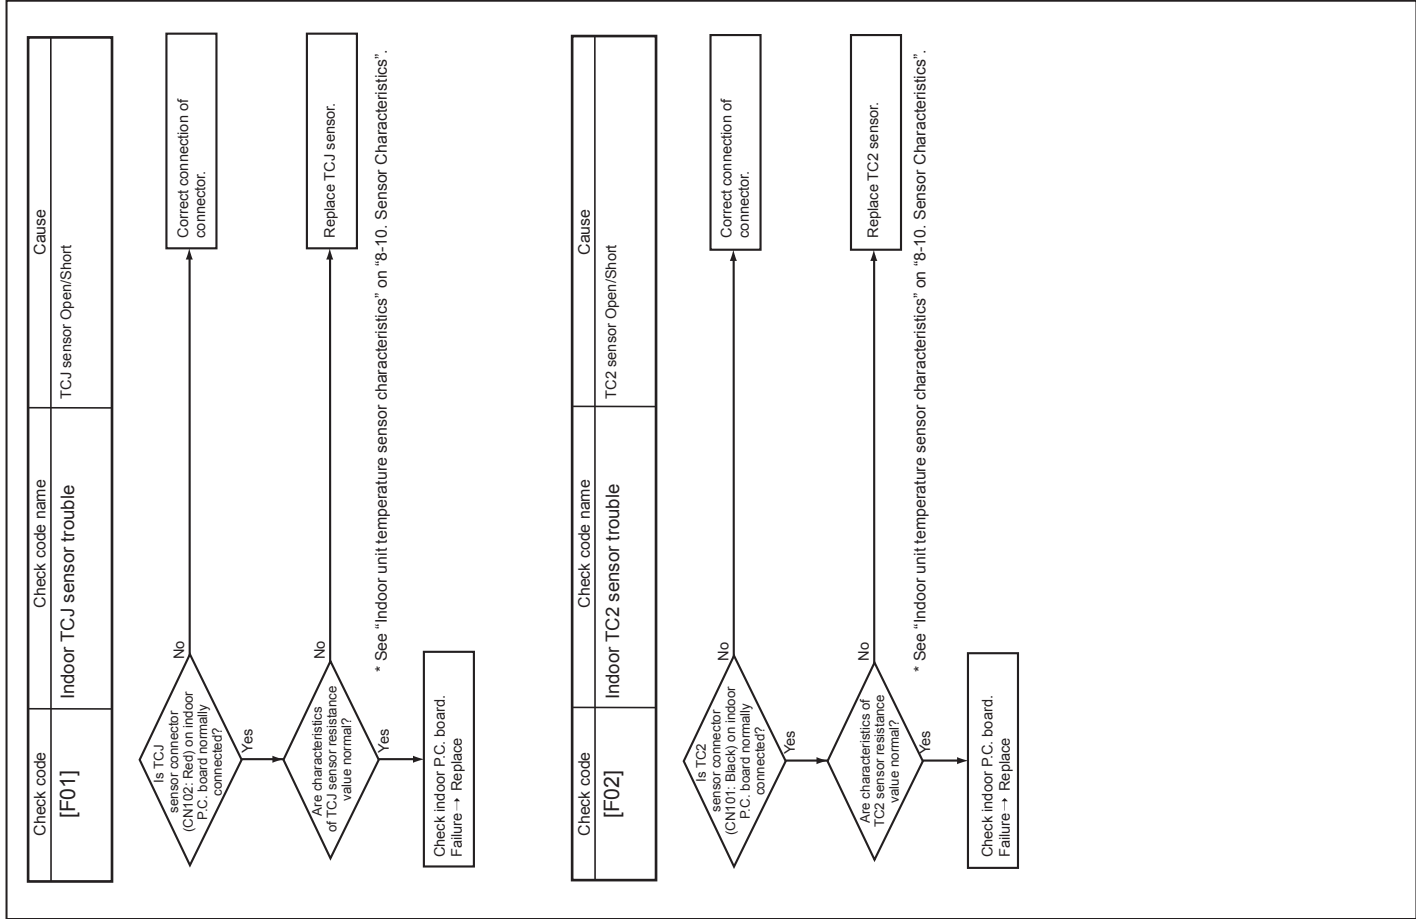 Check code
Check code name
Cause
[F01]
Indoor TCJ sensor trouble
TCJ sensor Open/Short
Is TCJ
sensor connector
(CN102: Red) on indoor
P.C. board normally
connected?
No
Correct connection of
connector.
Yes
Are characteristics
of TCJ sensor resistance
value normal?
No
Replace TCJ sensor.
Yes
* See “Indoor unit temperature sensor characteristics” on “8-10. Sensor Characteristics”.
Check indoor P.C. board.
Failure → Replace
Check code
Check code name
Cause
[F02]
Indoor TC2 sensor trouble
TC2 sensor Open/Short
Is TC2
sensor connector
(CN101: Black) on indoor
P.C. board normally
connected?
No
Correct connection of
connector.
Yes
Are characteristics of
TC2 sensor resistance
value normal?
No
Replace TC2 sensor.
Yes
* See “Indoor unit temperature sensor characteristics” on “8-10. Sensor Characteristics”.
Check indoor P.C. board.
Failure → Replace